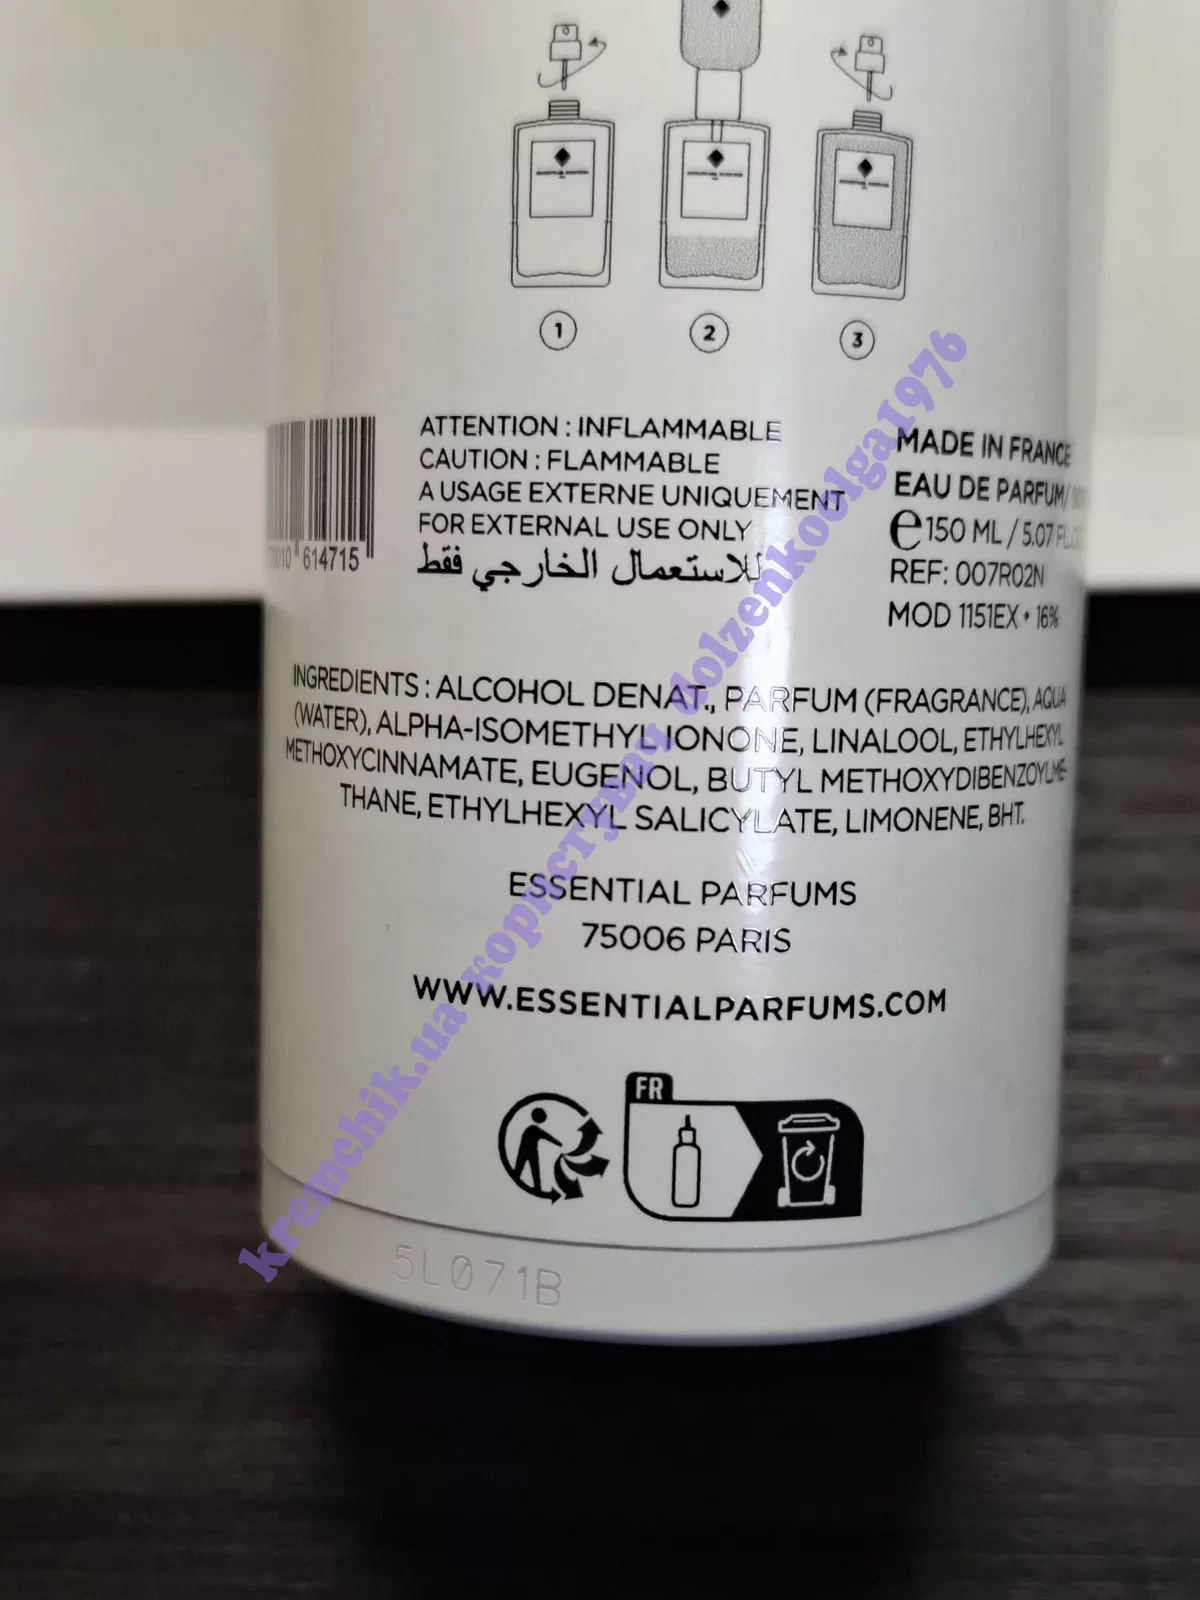 1
2
3
614715
ATTENTION : INFLAMMABLE
CAUTION : FLAMMABLE
A USAGE EXTERNE UNIQUEMENT
FOR EXTERNAL USE ONLY
للاستعمال الخارجي فقط
MADE IN FRANCE
EAU DE PARFUM/
℮ 150 ML / 5.07 FL.
REF: 007R02N
MOD 1151EX • 16%
INGREDIENTS : ALCOHOL DENAT., PARFUM (FRAGRANCE), AQUA
(WATER), ALPHA-ISOMETHYL IONONE, LINALOOL, ETHYLHEXYL
METHOXYCINNAMATE, EUGENOL, BUTYL METHOXYDIBENZOYLME-
THANE, ETHYLHEXYL SALICYLATE, LIMONENE, BHT.
ESSENTIAL PARFUMS
75006 PARIS
WWW.ESSENTIALPARFUMS.COM
FR
5L071B
kremchik.ua користувач dolzenkoolga1976